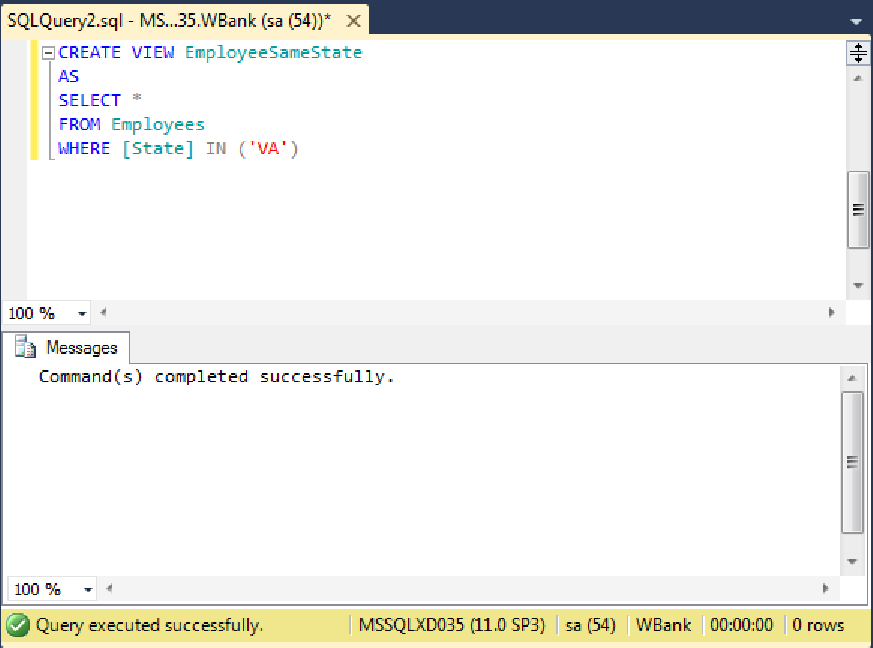 SQLQuery2.sql - MS...35.WBank (sa (54))*
CREATE VIEW EmployeeSameState
AS
SELECT *
FROM Employees
WHERE [State] IN ('VA')
100 %
Messages
Command(s) completed successfully.
100 %
Query executed successfully. MSSQLXD035 (11.0 SP3) sa (54) WBank 00:00:00 0 rows